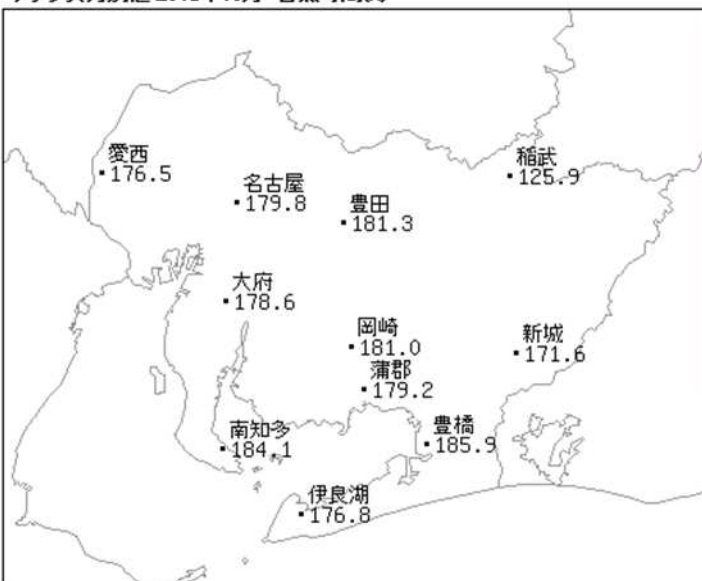 愛西
176.5
名古屋
179.8
豊田
181.3
稲武
125.9
大府
178.6
岡崎
181.0
新城
171.6
蒲郡
179.2
南知多
184.1
豊橋
185.9
伊良湖
176.8